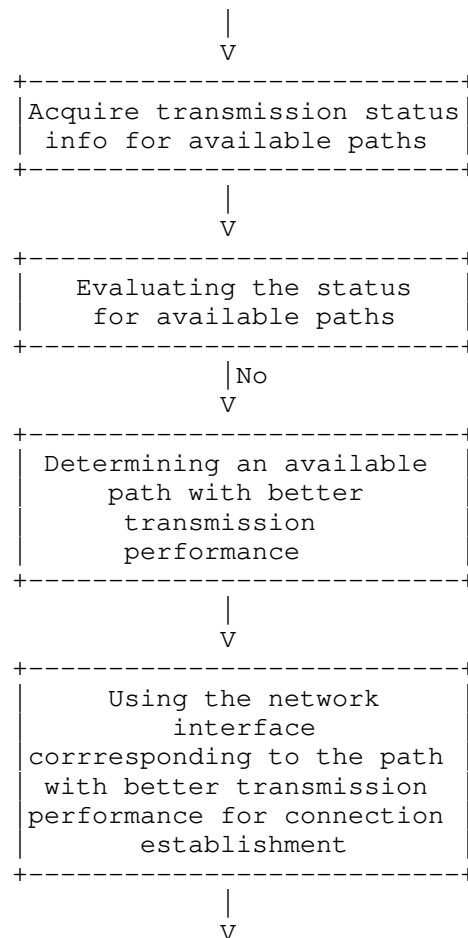 |
V
+---------------------------+
|Acquire transmission status|
| info for available paths |
+---------------------------+
|
V
+---------------------------+
| Evaluating the status |
| for available paths |
+---------------------------+
|No
V
+---------------------------+
| Determining an available |
| path with better |
| transmission |
| performance |
+---------------------------+
|
V
+---------------------------+
| Using the network |
| interface |
|corrresponding to the path |
| with better transmission |
|performance for connection |
| establishment |
+---------------------------+
|
V